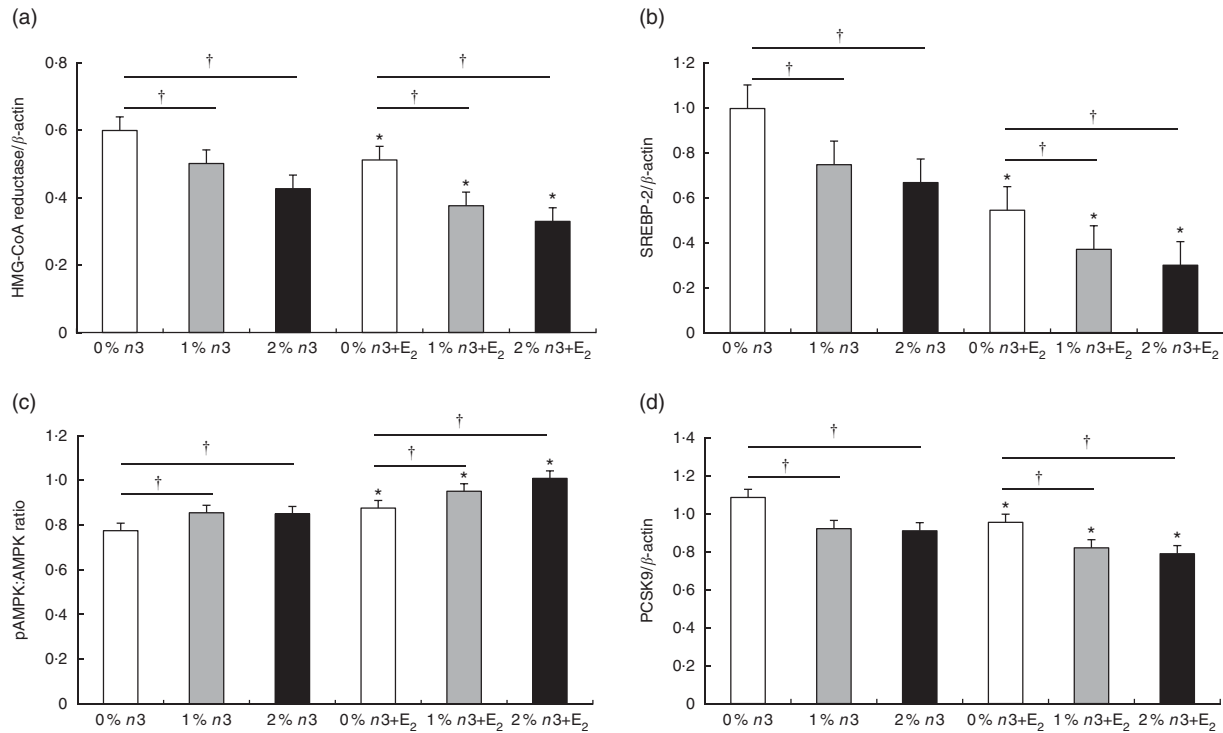 (a)
HMG-CoA reductase/β-actin
0·8
0·6
0·4
0·2
0
†
†
†
†
*
*
*
0% n3
1% n3
2% n3
0% n3+E₂
1% n3+E₂
2% n3+E₂
(b)
SREBP-2/β-actin
1·2
1·0
0·8
0·6
0·4
0·2
0
†
†
†
†
*
*
*
0% n3
1% n3
2% n3
0% n3+E₂
1% n3+E₂
2% n3+E₂
(c)
pAMPK:AMPK ratio
1·2
1·0
0·8
0·6
0·4
0·2
0
†
†
†
†
*
*
*
0% n3
1% n3
2% n3
0% n3+E₂
1% n3+E₂
2% n3+E₂
(d)
PCSK9/β-actin
1·4
1·2
1·0
0·8
0·6
0·4
0·2
0
†
†
†
†
*
*
*
0% n3
1% n3
2% n3
0% n3+E₂
1% n3+E₂
2% n3+E₂